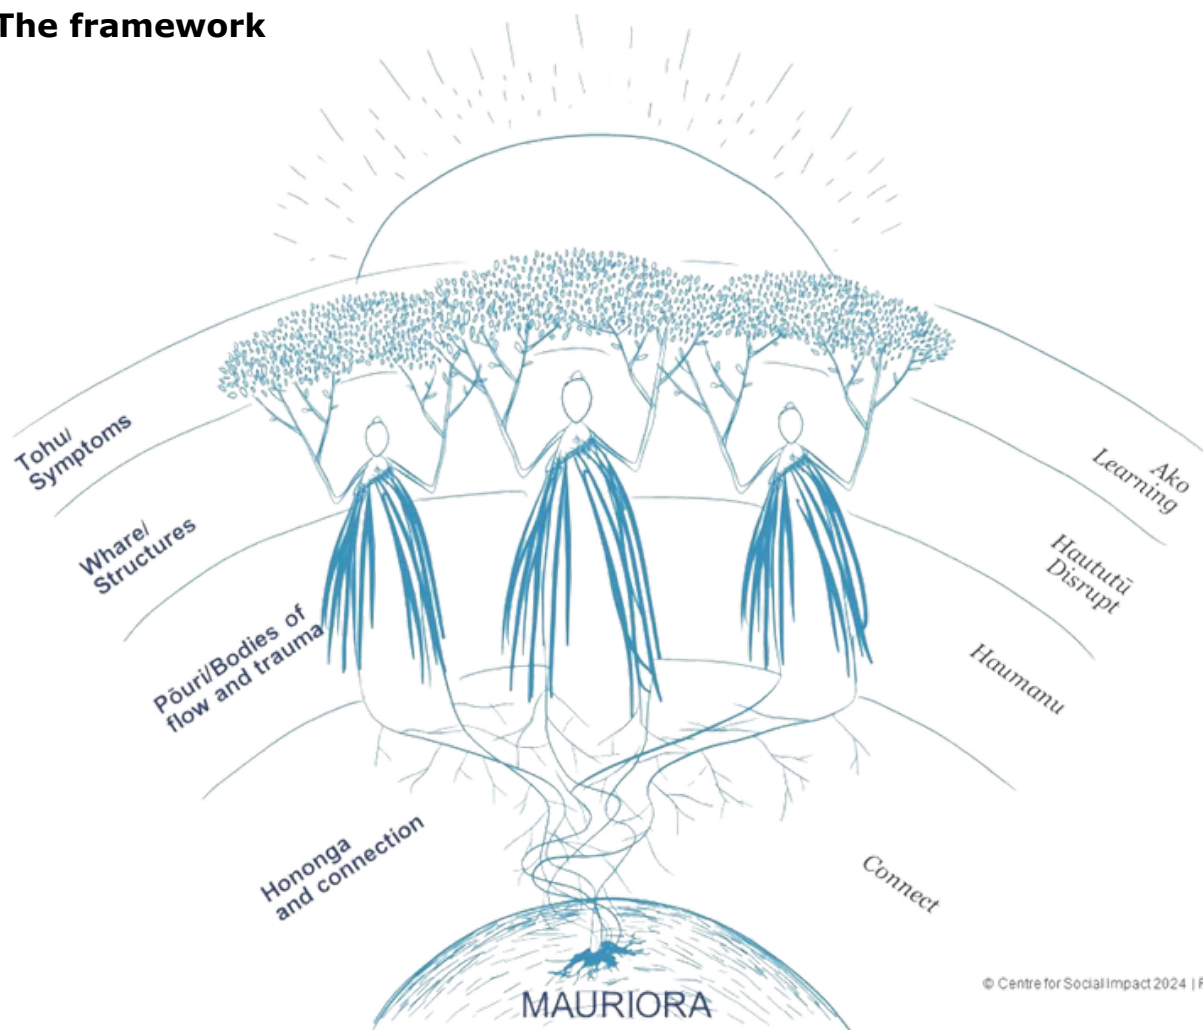 The framework
Tohu/
Symptoms
Whare/
Structures
Pōuri/Bodies of
flow and trauma
Hononga
and connection
Ako
Learning
Haututū
Disrupt
Haumanu
Connect
MAURIORA
© Centre for Social Impact 2024 |